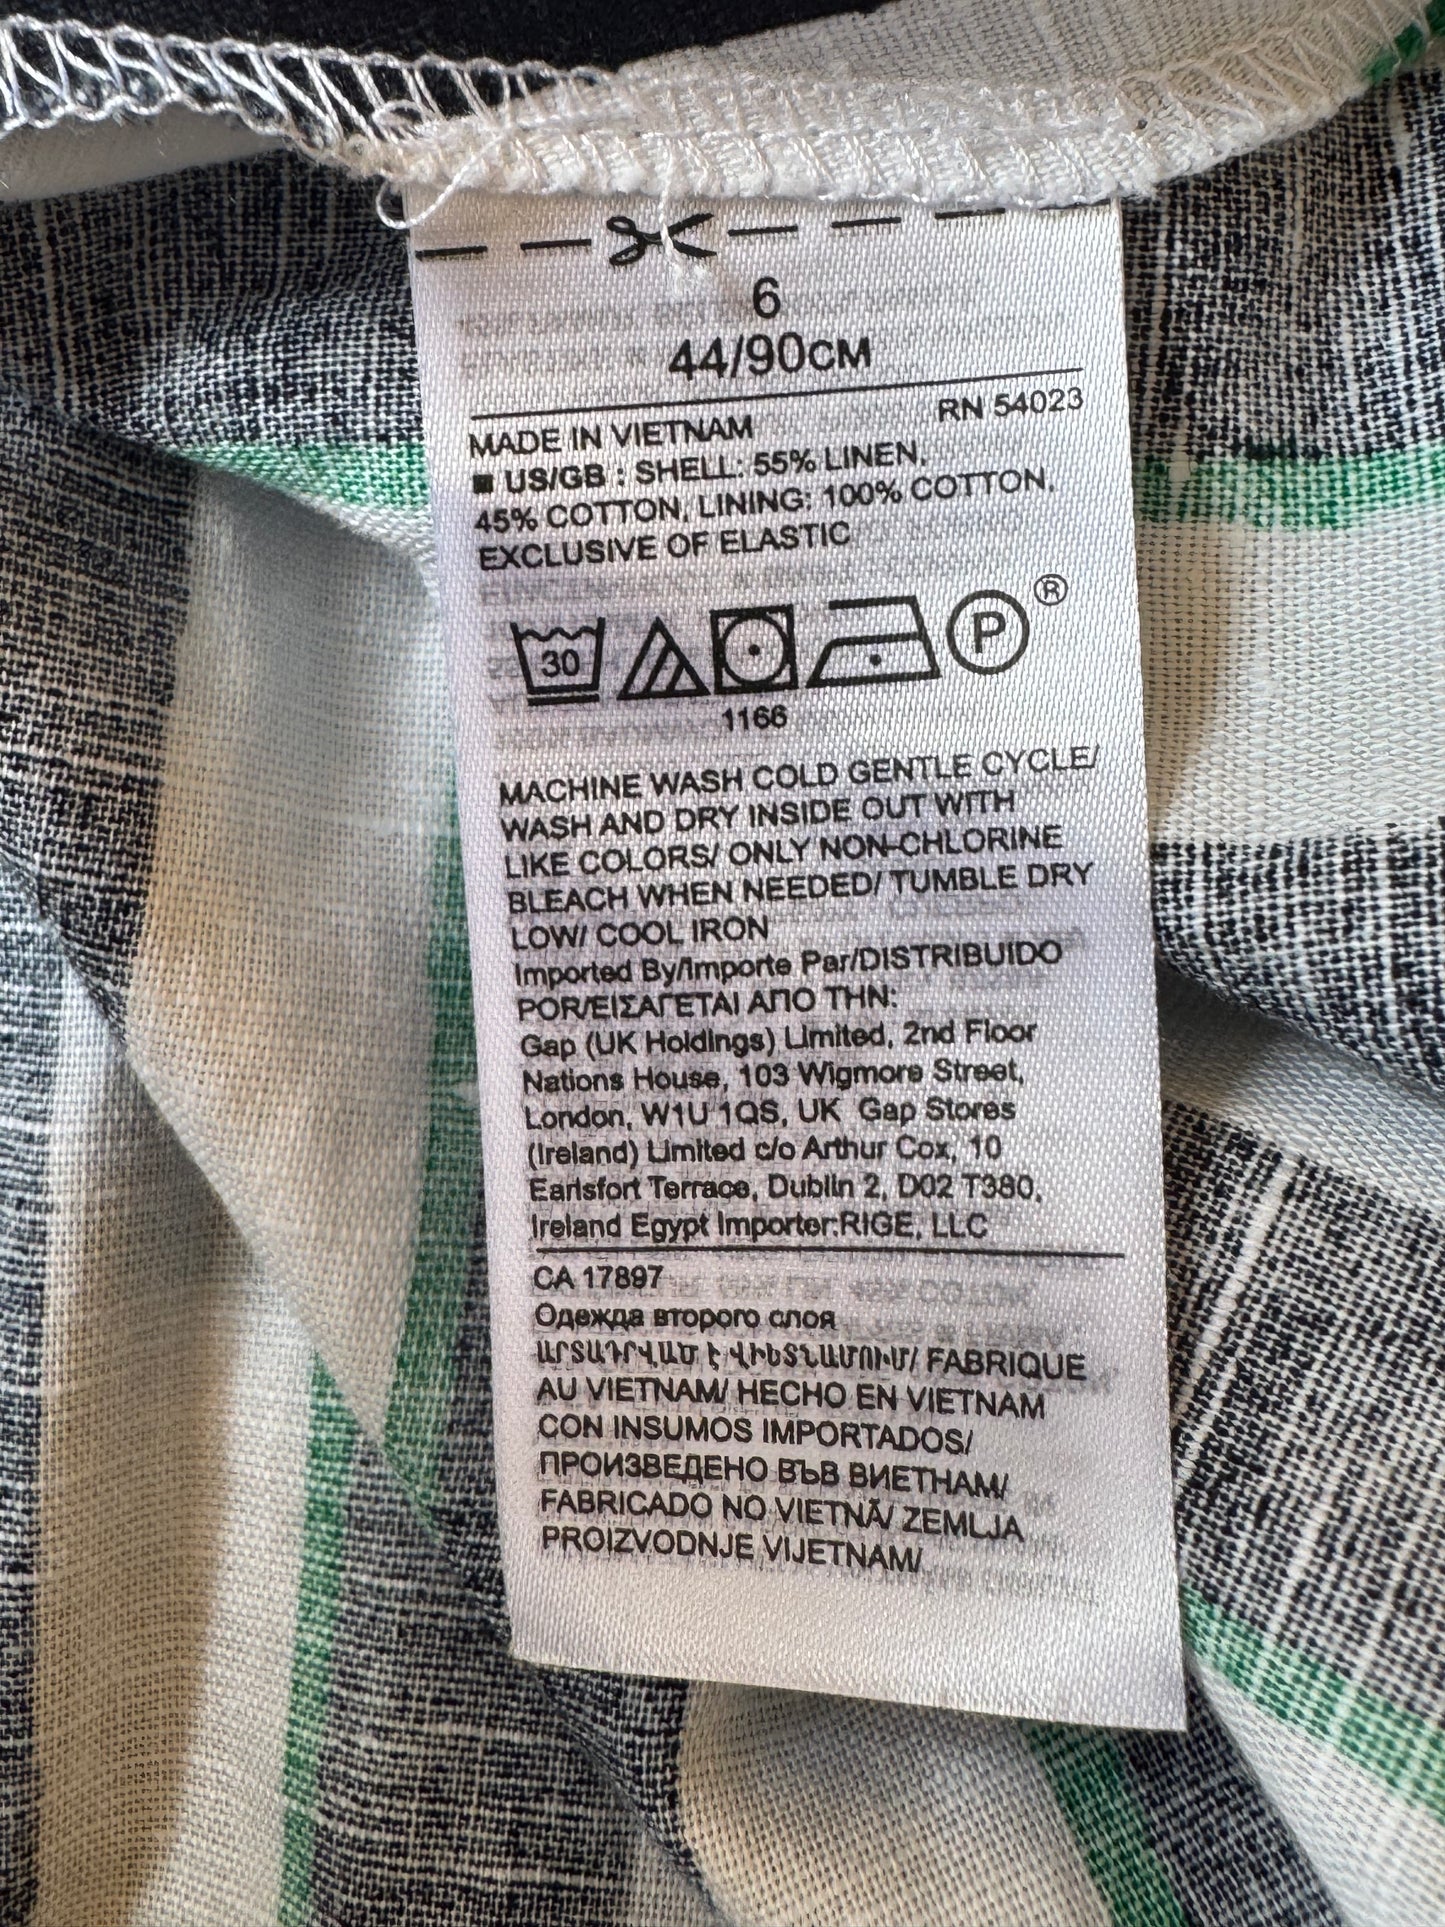 6
44/90CM
RN 54023
MADE IN VIETNAM
■ US/GB : SHELL: 55% LINEN,
45% COTTON, LINING: 100% COTTON,
EXCLUSIVE OF ELASTIC
30
P
®
1166
MACHINE WASH COLD GENTLE CYCLE/
WASH AND DRY INSIDE OUT WITH
LIKE COLORS/ ONLY NON-CHLORINE
BLEACH WHEN NEEDED/ TUMBLE DRY
LOW/ COOL IRON
Imported By/Importe Par/DISTRIBUIDO
POR/ΕΙΣΑΓΕΤΑΙ ΑΠΟ ΤΗΝ:
Gap (UK Holdings) Limited, 2nd Floor
Nations House, 103 Wigmore Street,
London, W1U 1QS, UK Gap Stores
(Ireland) Limited c/o Arthur Cox, 10
Earlsfort Terrace, Dublin 2, D02 T380,
Ireland Egypt Importer:RIGE, LLC
CA 17897
Одежда второго слоя
ԱՐՏԱԴՐՎԱԾ Է ՎԻԵՏՆԱՄՈՒՄ/ FABRIQUE
AU VIETNAM/ HECHO EN VIETNAM
CON INSUMOS IMPORTADOS/
ПРОИЗВЕДЕНО ВЪВ ВИЕТНАМ/
FABRICADO NO VIETNÃ/ ZEMLJA
PROIZVODNJE VIJETNAM/